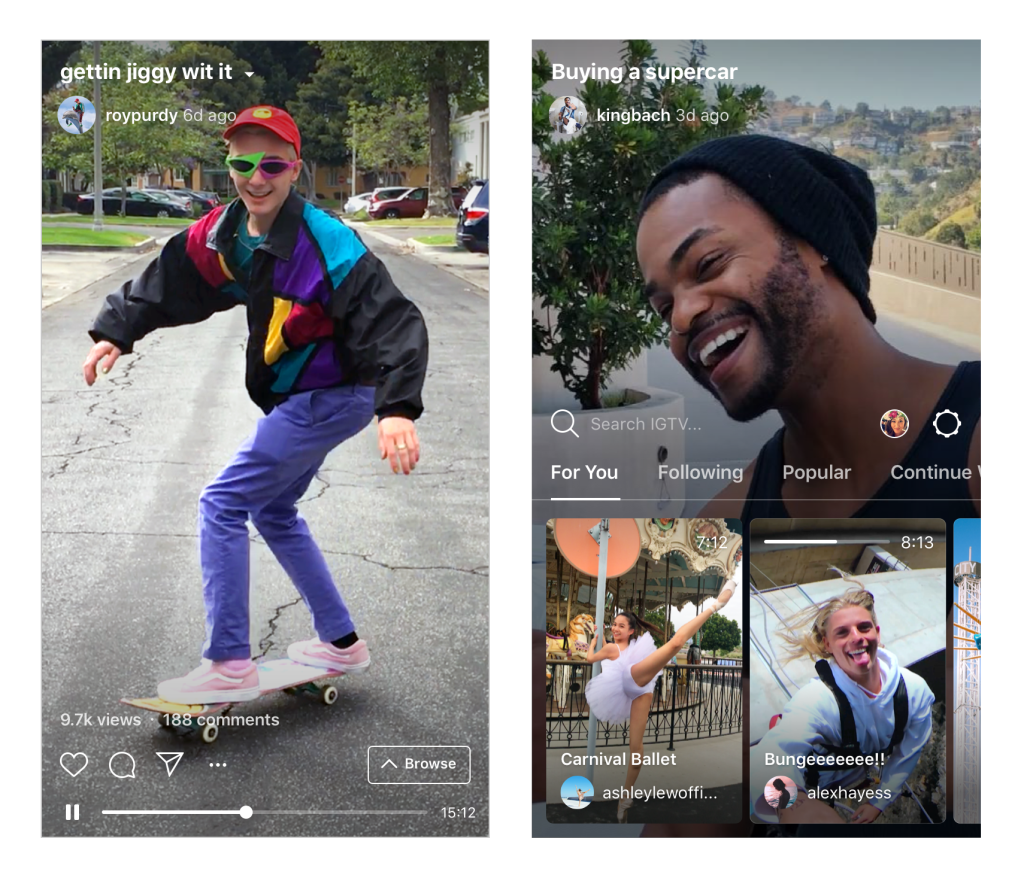 gettin jiggy wit it
roypurdy 6d ago
9.7k views · 188 comments
Browse
15:12
Buying a supercar
kingbach 3d ago
Search IGTV...
For You Following Popular Continue
7:12
Carnival Ballet
ashleylewoffi...
8:13
Bungeeeeeee!!
alexhayess